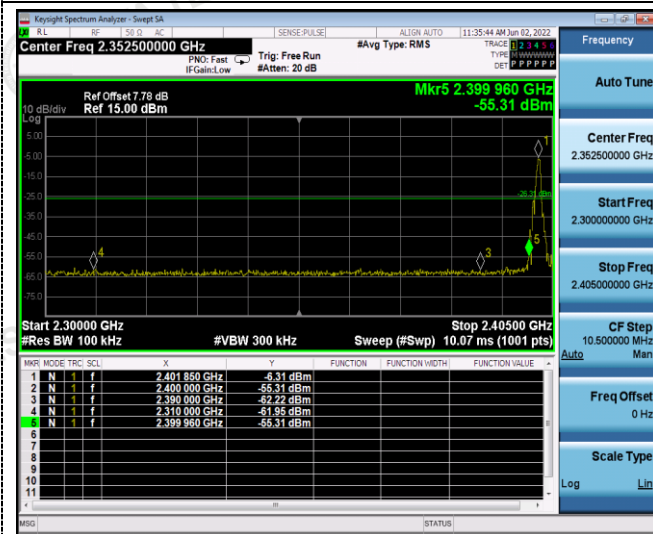 Keysight Spectrum Analyzer - Swept SA
RL RF 50 Ω AC SENSE:PULSE ALIGN AUTO 11:35:44 AM Jun 02, 2022
Center Freq 2.352500000 GHz
#Avg Type: RMS
TRACE 1 2 3 4 5 6
PNO: Fast Trig: Free Run
TYPE M WWWWW
IFGain:Low #Atten: 20 dB
DET P P P P P P
Frequency
Auto Tune
Ref Offset 7.78 dB
Mkr5 2.399 960 GHz
10 dB/div Ref 15.00 dBm
-55.31 dBm
Log
5.00
-5.00
-15.0
-25.0
-35.0
-45.0
-55.0
-65.0
-75.0
1
-26.31 dBm
5
4
3
Center Freq
2.352500000 GHz
Start Freq
2.300000000 GHz
Stop Freq
2.405000000 GHz
Start 2.30000 GHz Stop 2.40500 GHz
#Res BW 100 kHz #VBW 300 kHz Sweep (#Swp) 10.07 ms (1001 pts)
CF Step
10.500000 MHz
Auto Man
MKR MODE TRC SCL X Y FUNCTION FUNCTION WIDTH FUNCTION VALUE
1 N 1 f 2.401 850 GHz -6.31 dBm
2 N 1 f 2.400 000 GHz -55.31 dBm
3 N 1 f 2.390 000 GHz -62.22 dBm
4 N 1 f 2.310 000 GHz -61.95 dBm
5 N 1 f 2.399 960 GHz -55.31 dBm
6
7
8
9
10
11
Freq Offset
0 Hz
Scale Type
Log Lin
MSG STATUS